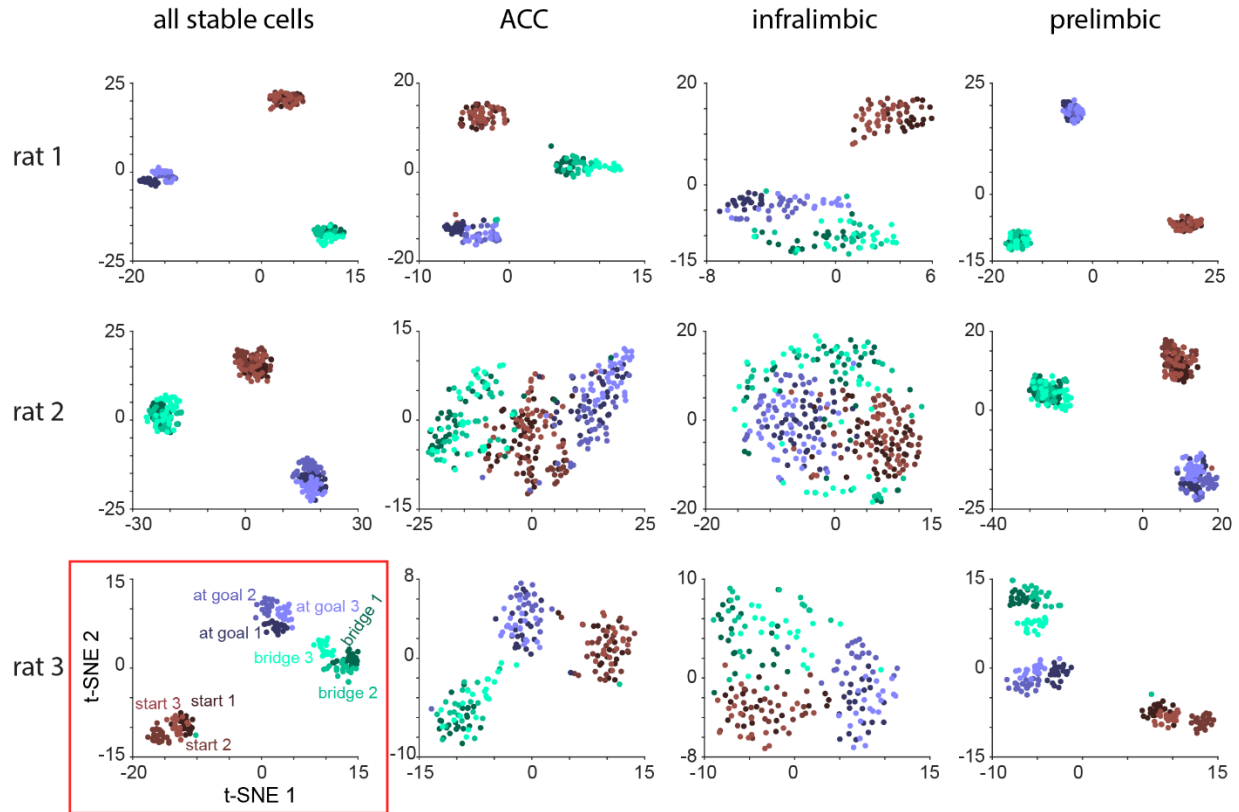 all stable cells ACC infralimbic prelimbic
rat 1
25 0 -25 -20 0 15
20 0 -20 -10 0 15
20 0 -15 -8 0 6
25 0 -15 -20 0 25
rat 2
25 0 -25 -30 0 30
15 0 -15 -25 0 25
20 0 -20 -20 0 15
20 0 -25 -40 0 20
rat 3
t-SNE 2
15 0 -15 -20 0 15
at goal 2
at goal 3
at goal 1
bridge 1
bridge 3
bridge 2
start 3
start 1
start 2
t-SNE 1
8 0 -10 -15 0 15
10 0 -8 -10 0 15
15 0 -15 -10 0 15